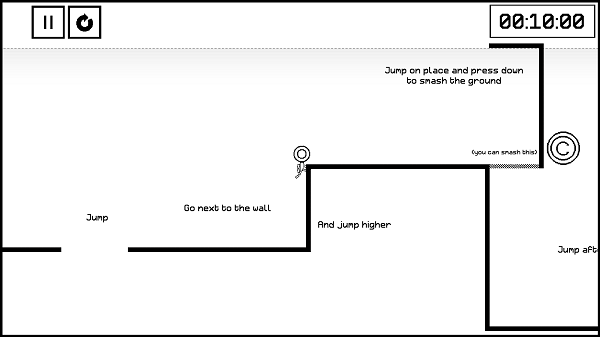 00:10:00
Jump on place and press down
to smash the ground
(you can smash this)
C
Go next to the wall
Jump
And jump higher
Jump aft